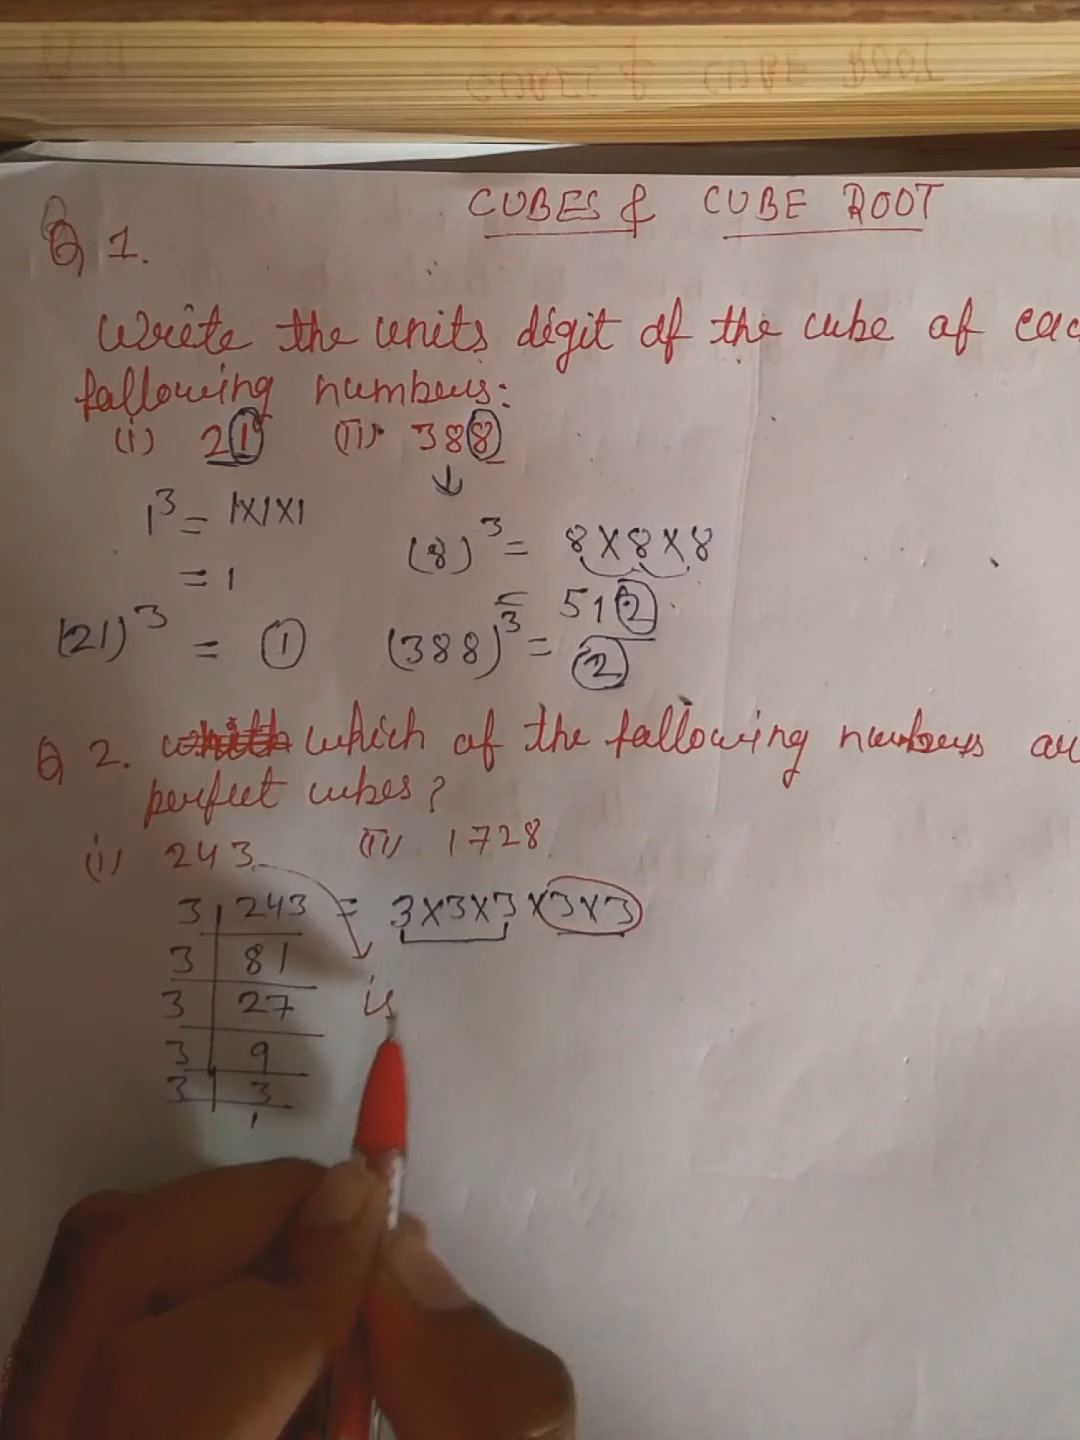 CUBES & CUBE ROOT
Q 1.
Write the units digit of the cube of eac
following numbers:
(i) 21 (ii) 388
1³ = 1×1×1
= 1
(8)³ = 8×8×8
= 512
(21)³ = 1
(388)³ = 2
Q 2. which of the following numbers ar
perfect cubes?
(i) 243 (ii) 1728
3 | 243 = 3×3×3×3×3
3 | 81
3 | 27 is
3 | 9
3 | 3
1